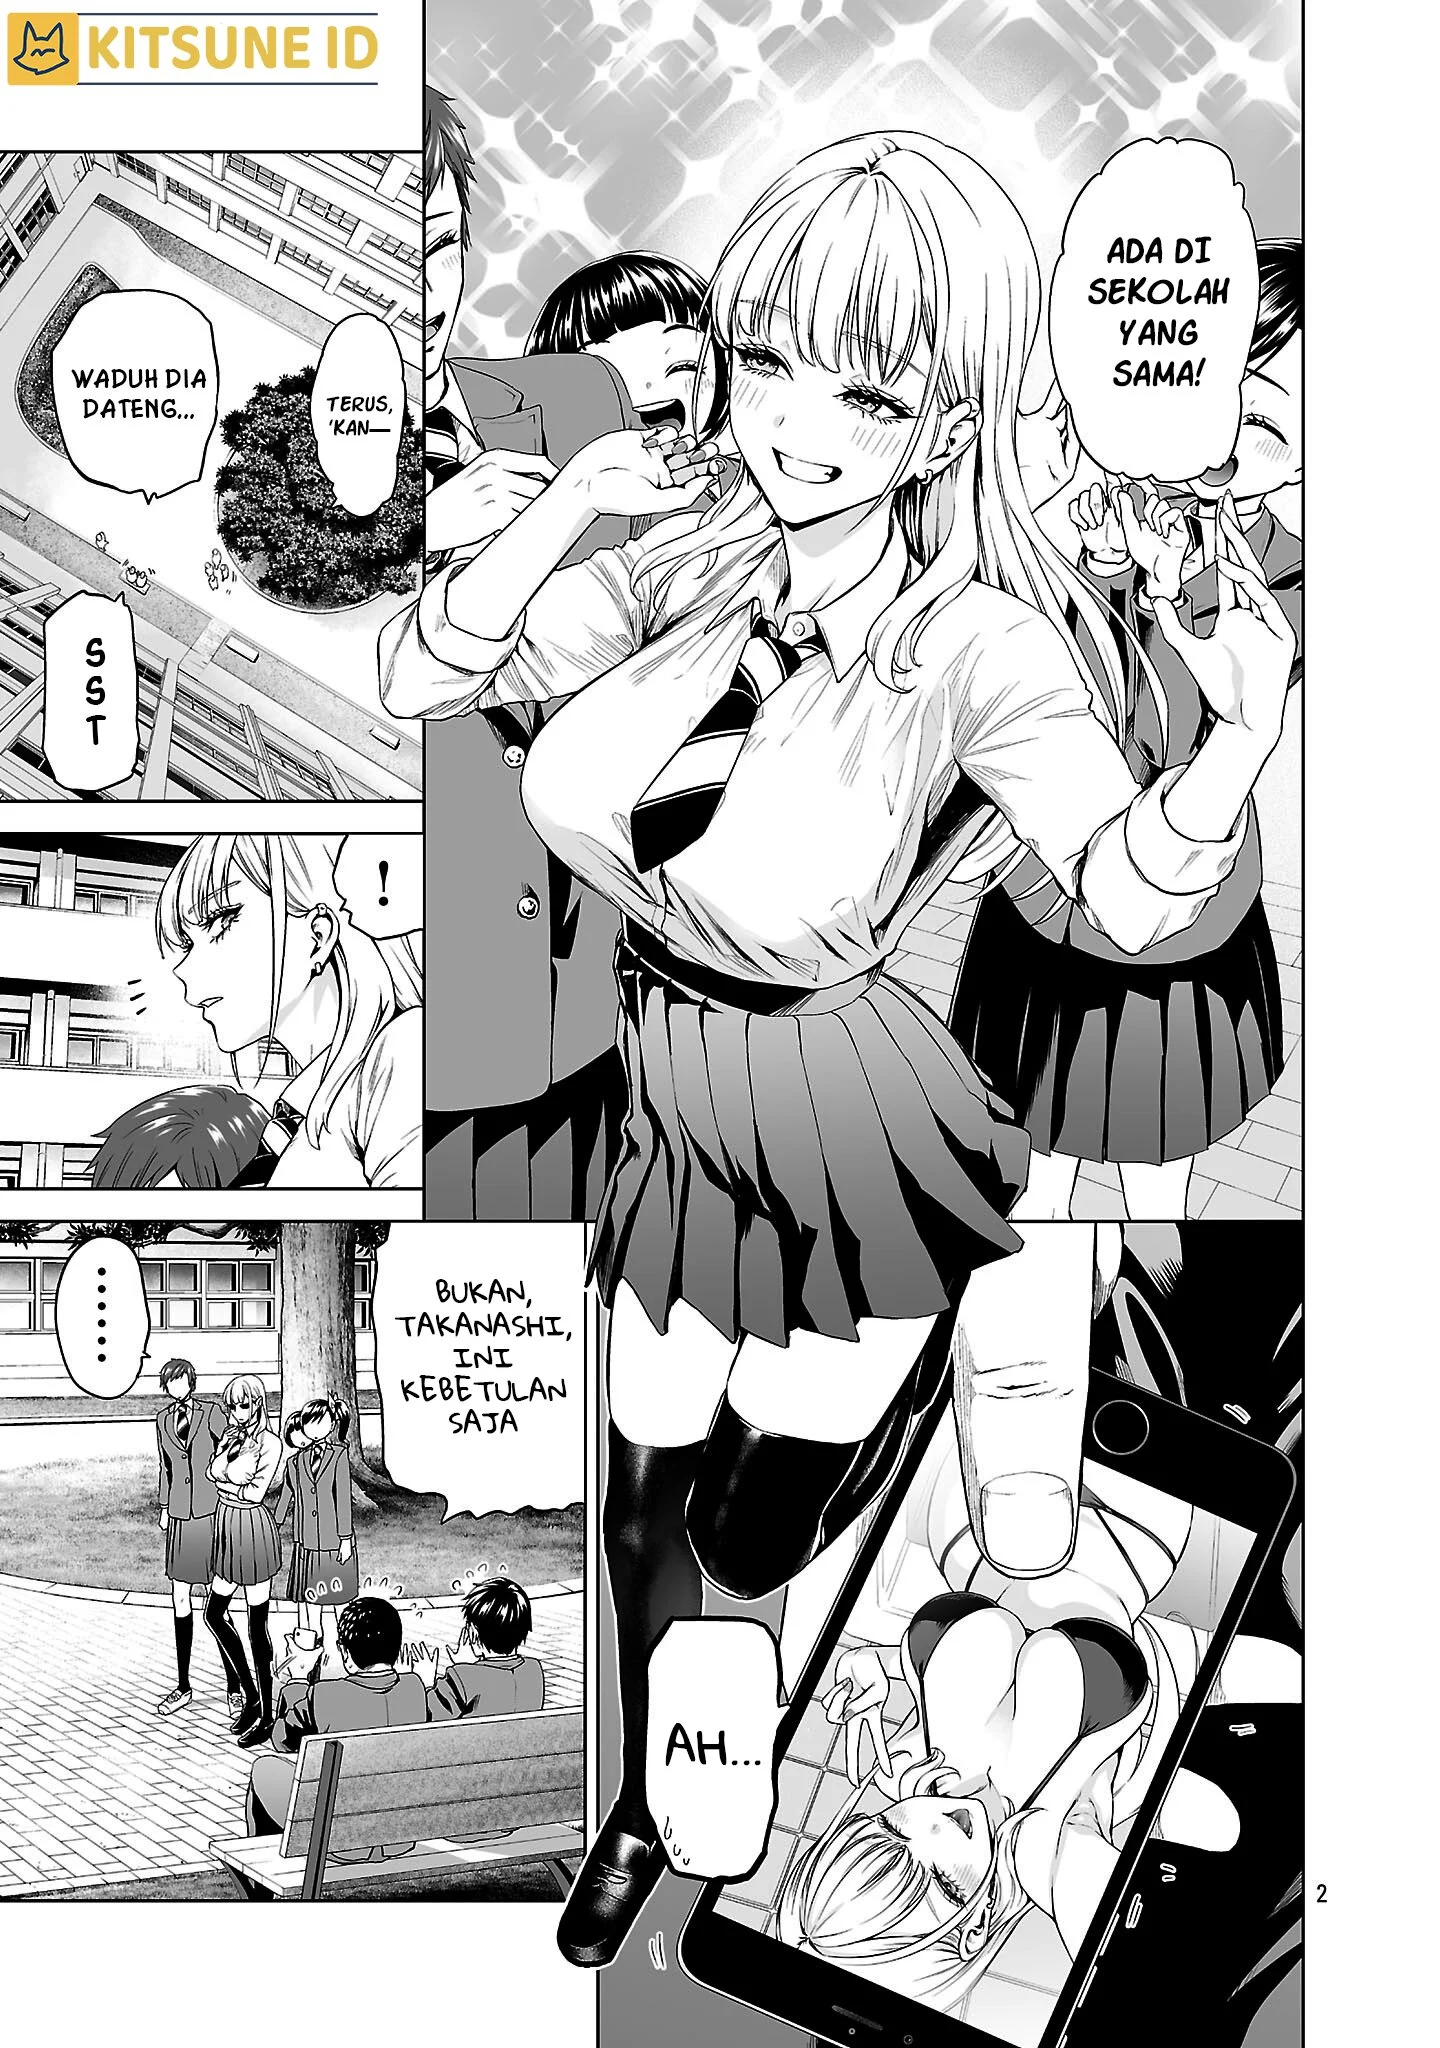 KITSUNE ID
ADA DI
SEKOLAH
YANG
SAMA!
TERUS,
'KAN—
WADUH DIA
DATENG...
SST
!
AH...
BUKAN,
TAKANASHI,
INI
KEBETULAN
SAJA
......
2